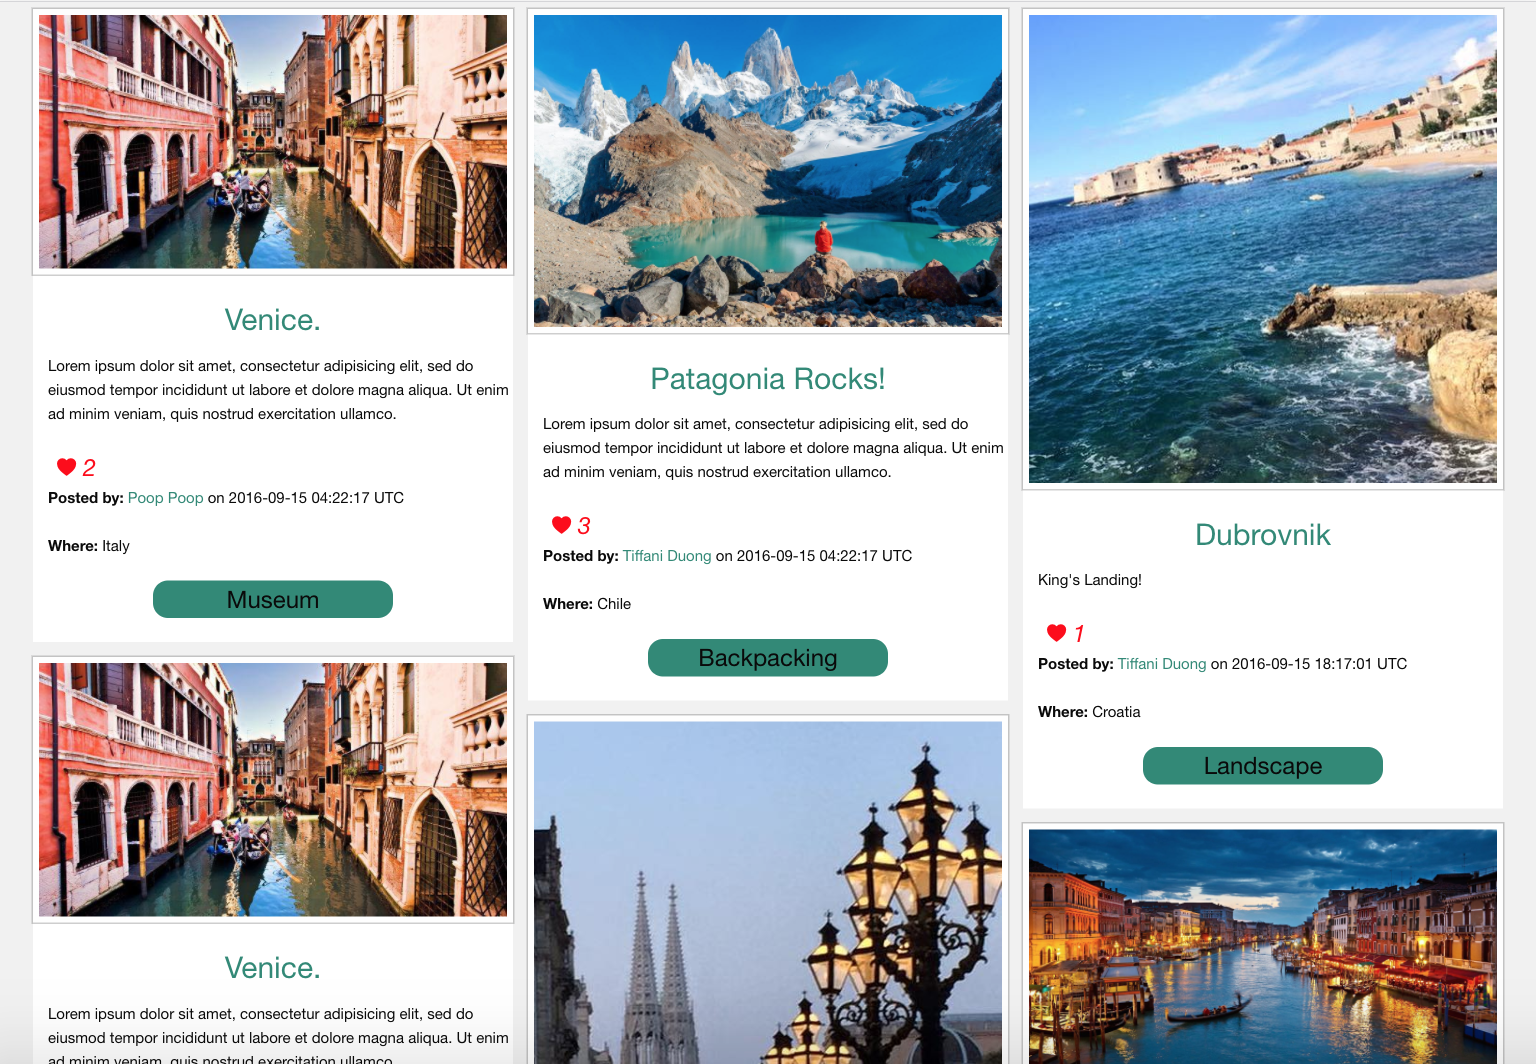 Venice.
Lorem ipsum dolor sit amet, consectetur adipisicing elit, sed do
eiusmod tempor incididunt ut labore et dolore magna aliqua. Ut enim
ad minim veniam, quis nostrud exercitation ullamco.
2
Posted by: Poop Poop on 2016-09-15 04:22:17 UTC
Where: Italy
Museum
Venice.
Lorem ipsum dolor sit amet, consectetur adipisicing elit, sed do
eiusmod tempor incididunt ut labore et dolore magna aliqua. Ut enim
ad minim veniam, quis nostrud exercitation ullamco.
Patagonia Rocks!
Lorem ipsum dolor sit amet, consectetur adipisicing elit, sed do
eiusmod tempor incididunt ut labore et dolore magna aliqua. Ut enim
ad minim veniam, quis nostrud exercitation ullamco.
3
Posted by: Tiffani Duong on 2016-09-15 04:22:17 UTC
Where: Chile
Backpacking
Dubrovnik
King's Landing!
1
Posted by: Tiffani Duong on 2016-09-15 18:17:01 UTC
Where: Croatia
Landscape